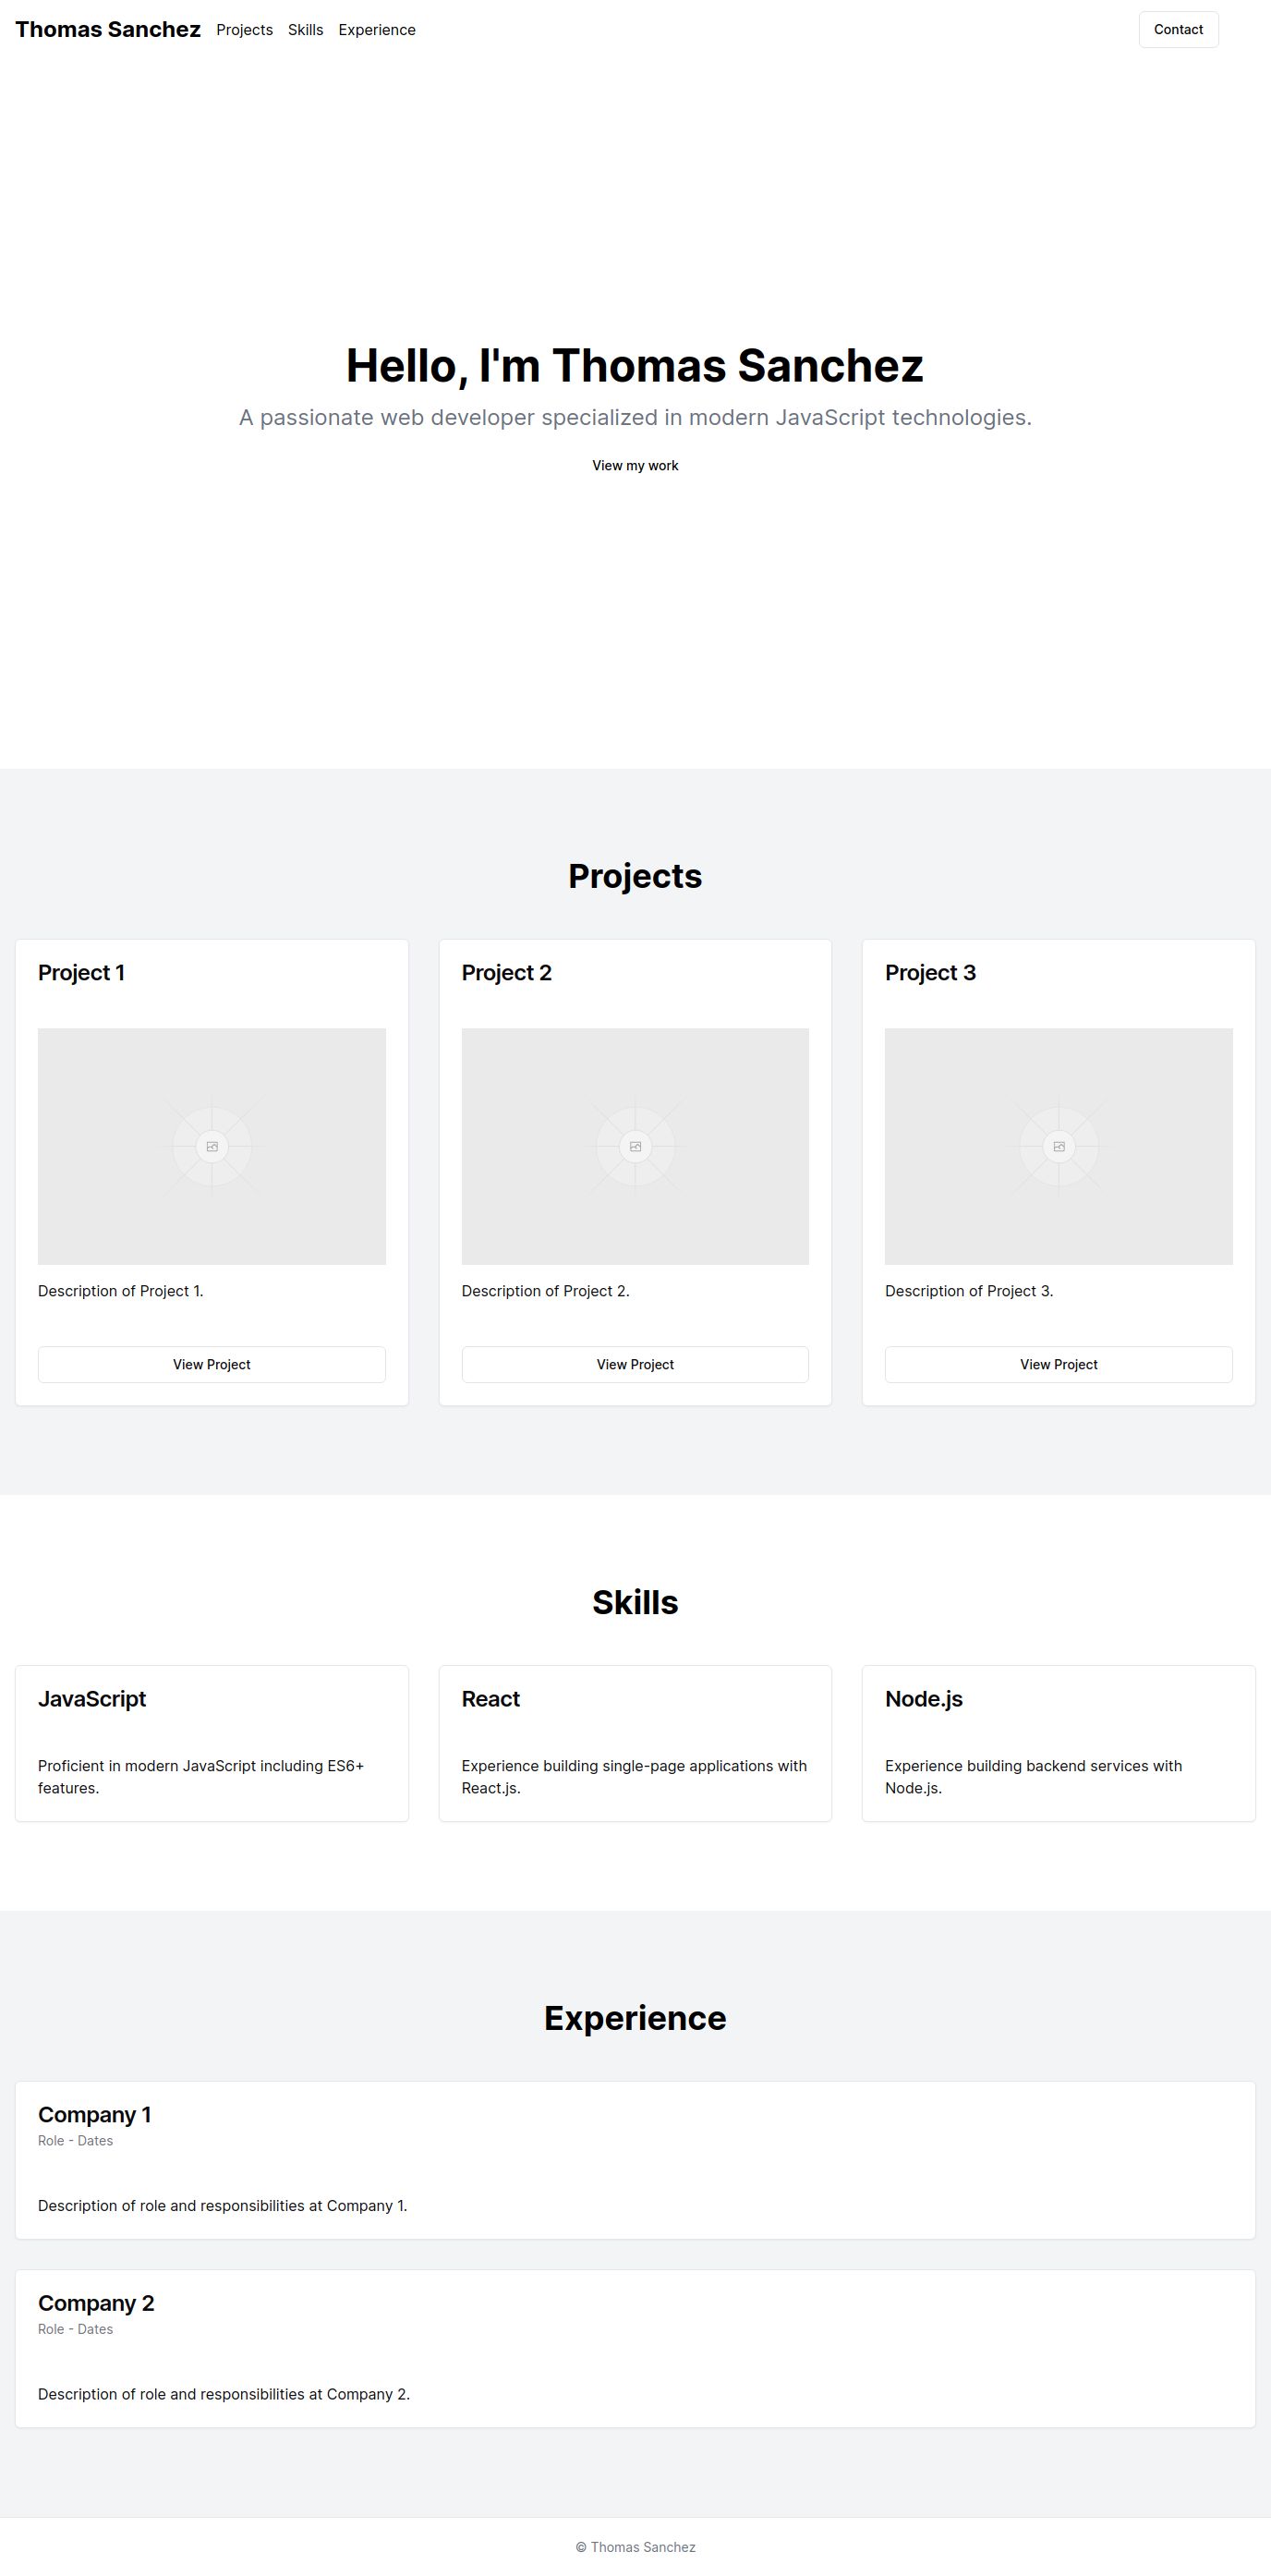 Thomas Sanchez Projects Skills Experience Contact
Hello, I'm Thomas Sanchez
A passionate web developer specialized in modern JavaScript technologies.
View my work
Projects
Project 1
Description of Project 1.
View Project
Project 2
Description of Project 2.
View Project
Project 3
Description of Project 3.
View Project
Skills
JavaScript
Proficient in modern JavaScript including ES6+
features.
React
Experience building single-page applications with
React.js.
Node.js
Experience building backend services with
Node.js.
Experience
Company 1
Role - Dates
Description of role and responsibilities at Company 1.
Company 2
Role - Dates
Description of role and responsibilities at Company 2.
© Thomas Sanchez